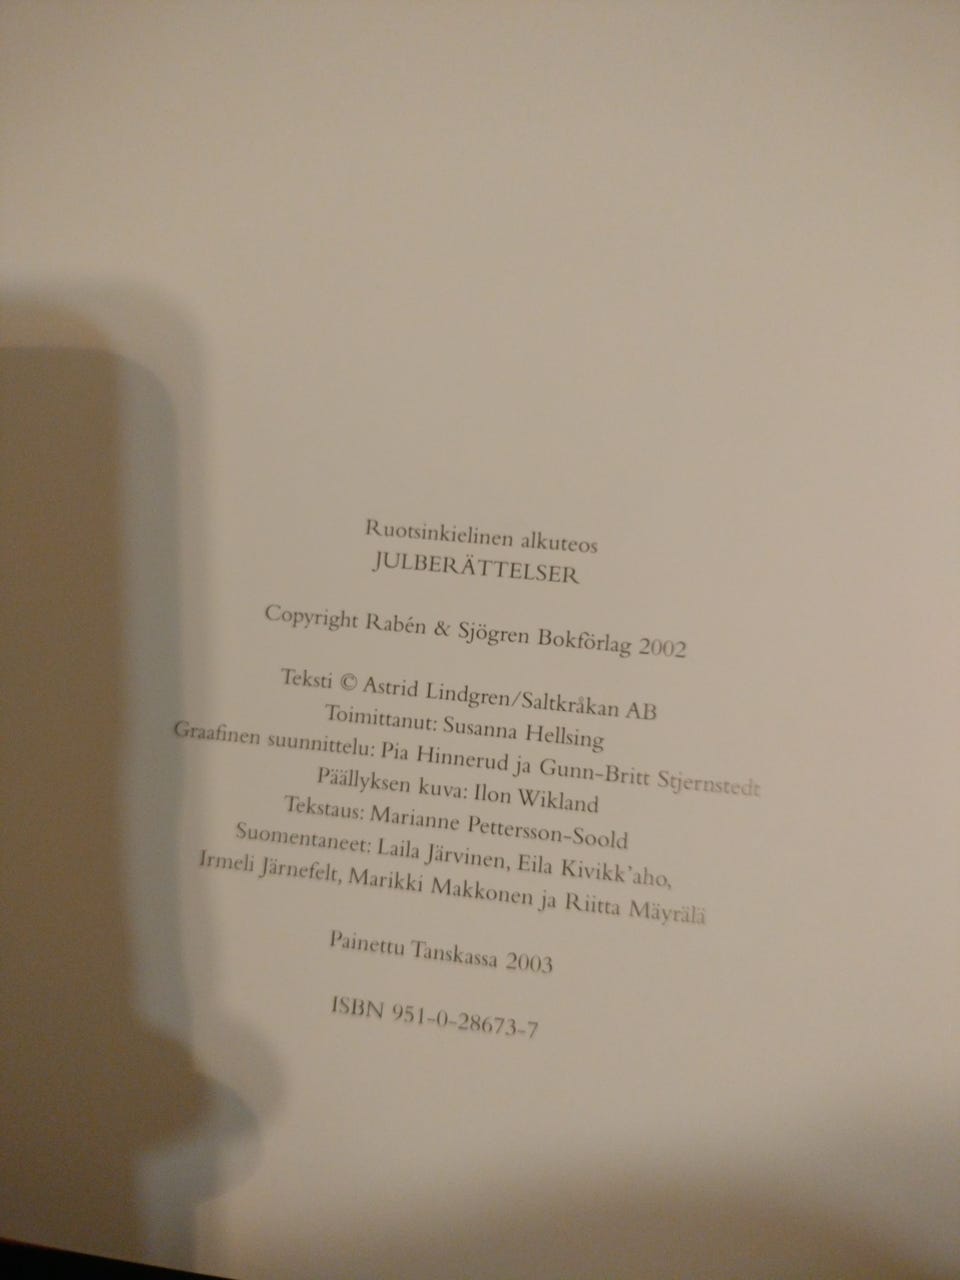 Ruotsinkielinen alkuteos
JULBERÄTTELSER
Copyright Rabén & Sjögren Bokförlag 2002
Teksti © Astrid Lindgren/Saltkråkan AB
Toimittanut: Susanna Hellsing
Graafinen suunnittelu: Pia Hinnerud ja Gunn-Britt Stjernstedt
Päällyksen kuva: Ilon Wikland
Tekstaus: Marianne Pettersson-Soold
Suomentaneet: Laila Järvinen, Eila Kivikk'aho,
Irmeli Järnefelt, Marikki Makkonen ja Riitta Mäyrälä
Painettu Tanskassa 2003
ISBN 951-0-28673-7